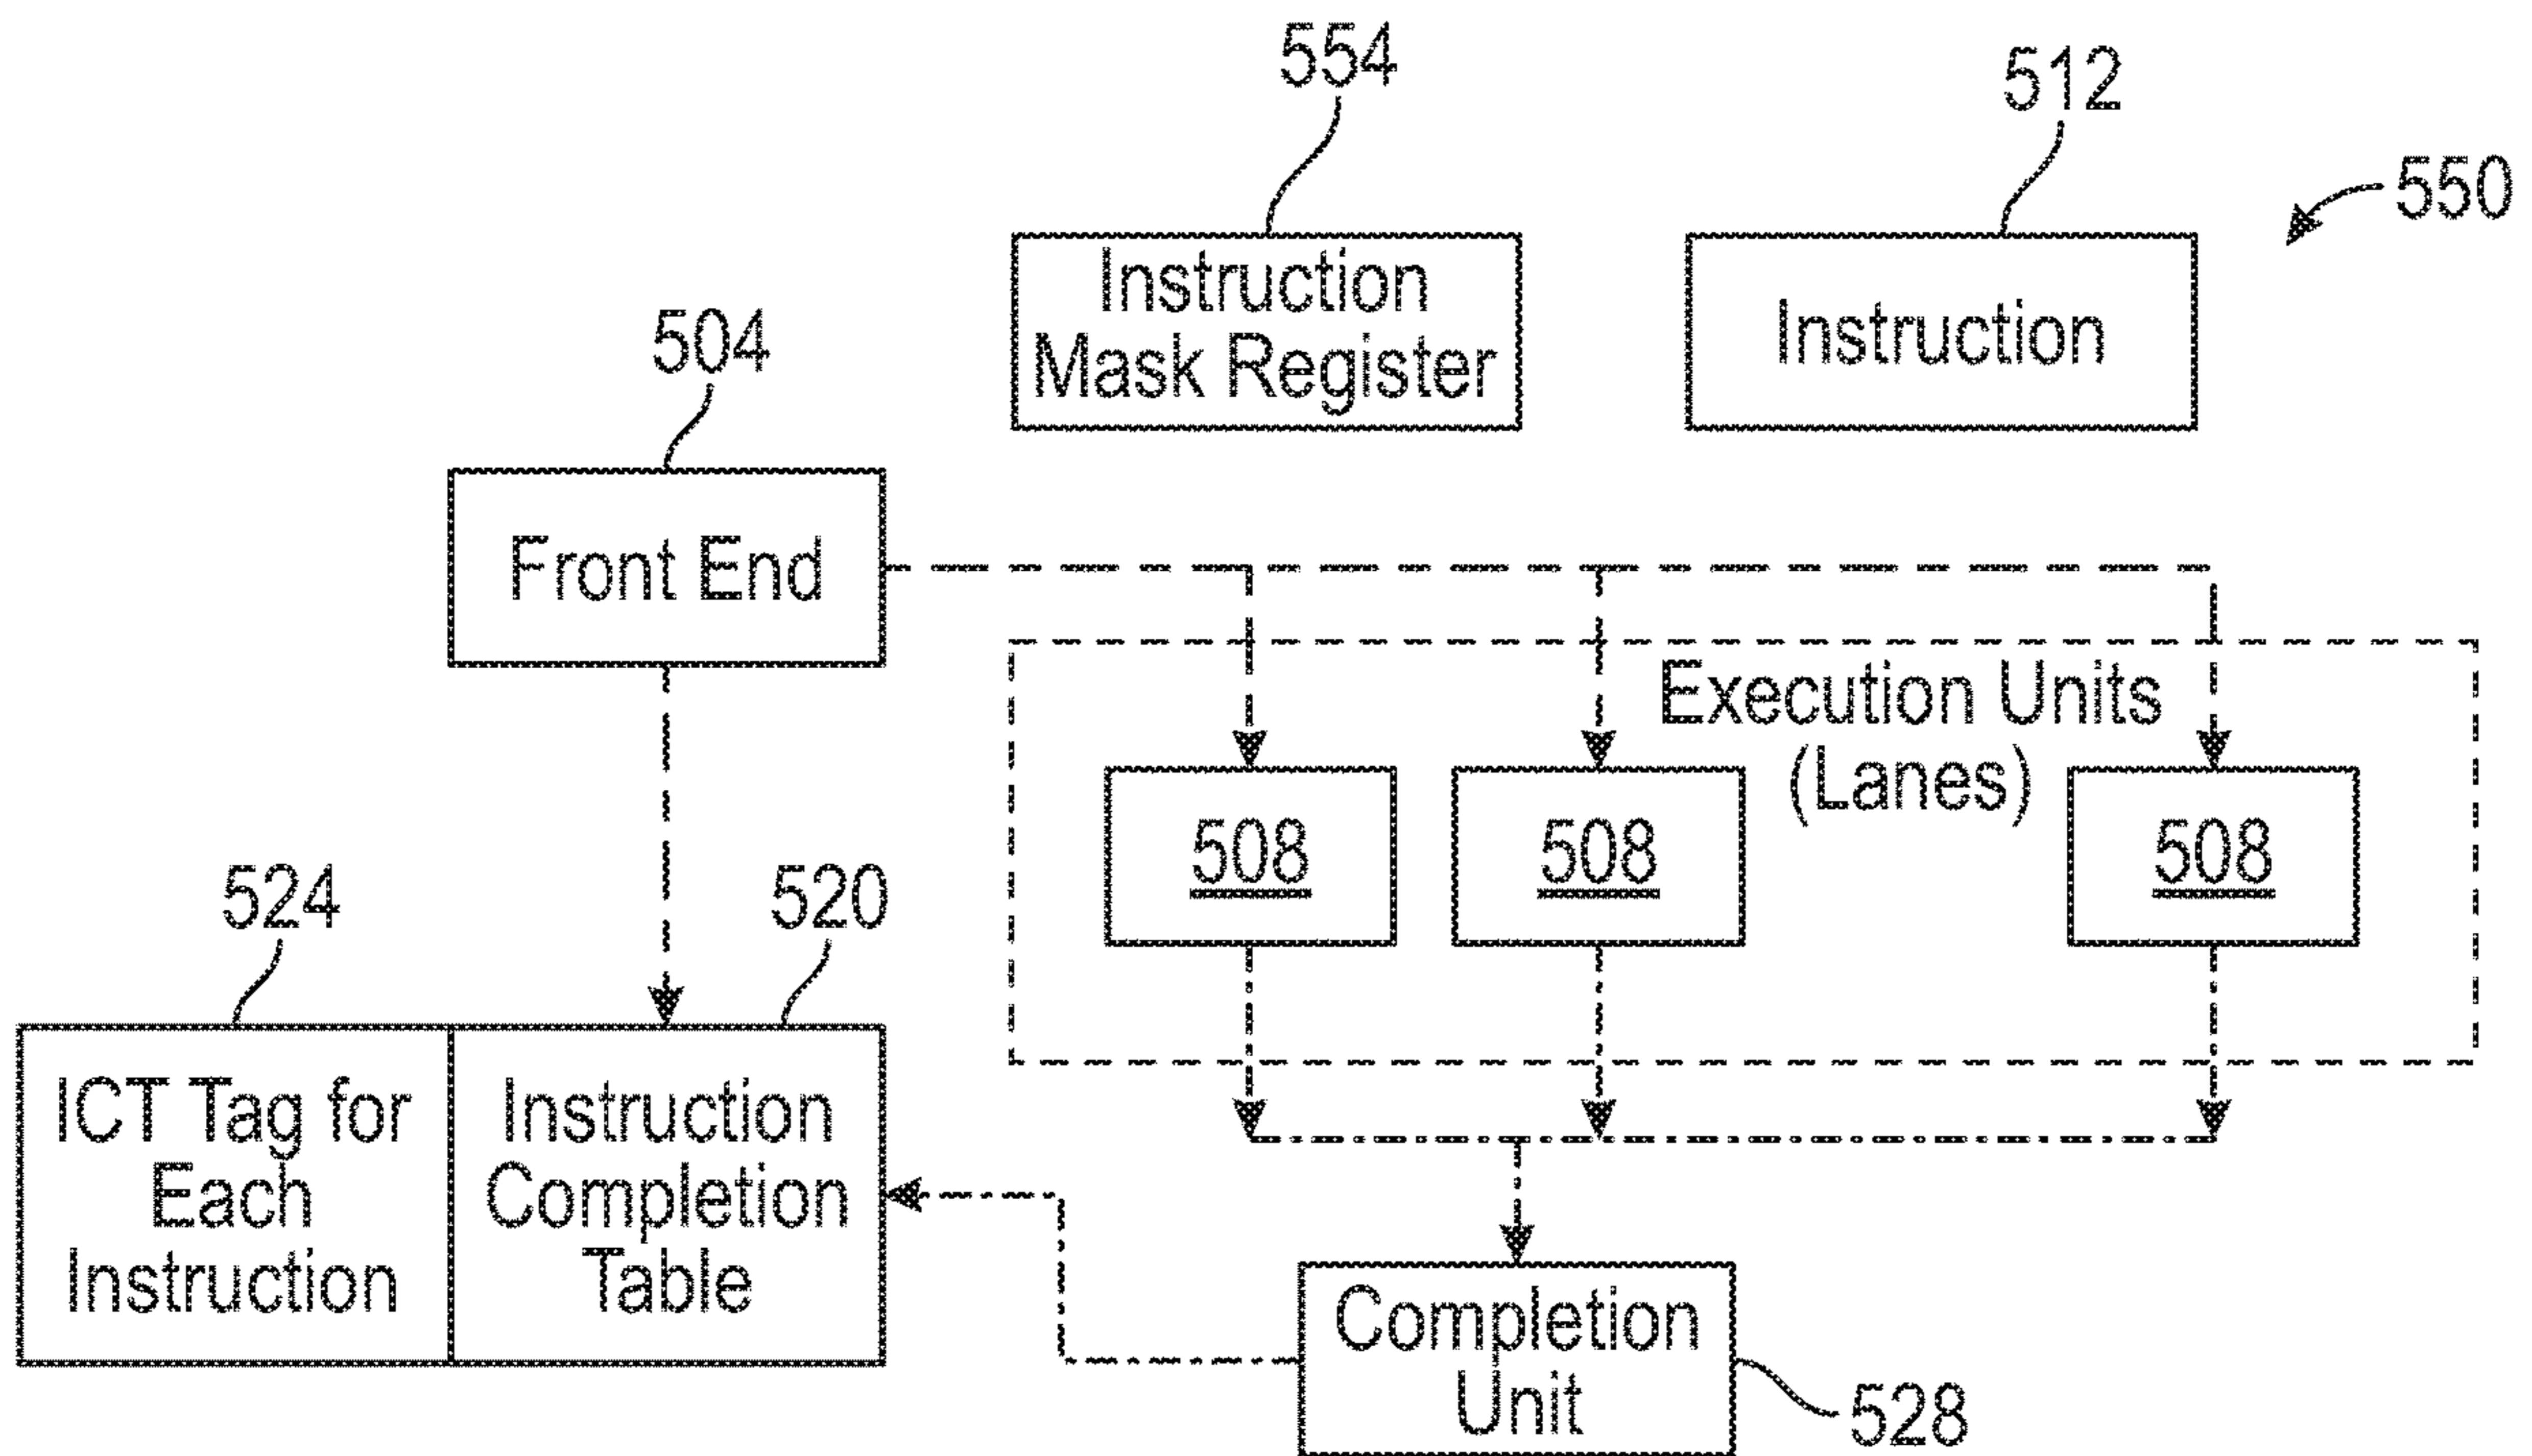 554
512
550
Instruction
Mask Register
Instruction
504
Front End
Execution Units
(Lanes)
508
508
508
524
520
ICT Tag for
Each
Instruction
Instruction
Completion
Table
Completion
Unit
528